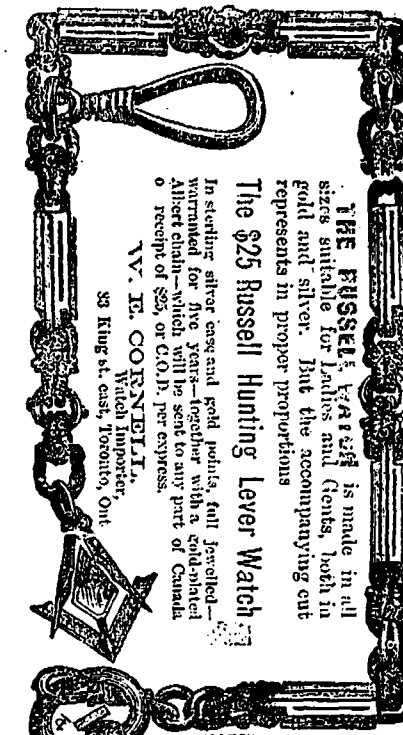 THE RUSSELL WATCH is made in all
sizes suitable for Ladies and Gents, both in
gold and silver. But the accompanying cut
represents in proper proportions
The $25 Russell Hunting Lever Watch
In sterling silver case and gold points, full jewelled—
warranted for five years—together with a gold-plated
Albert chain—which will be sent to any part of Canada
o receipt of $25, or C.O.D. per express.
W. E. CORNELL,
Watch Importer,
33 King st. east, Toronto, Ont